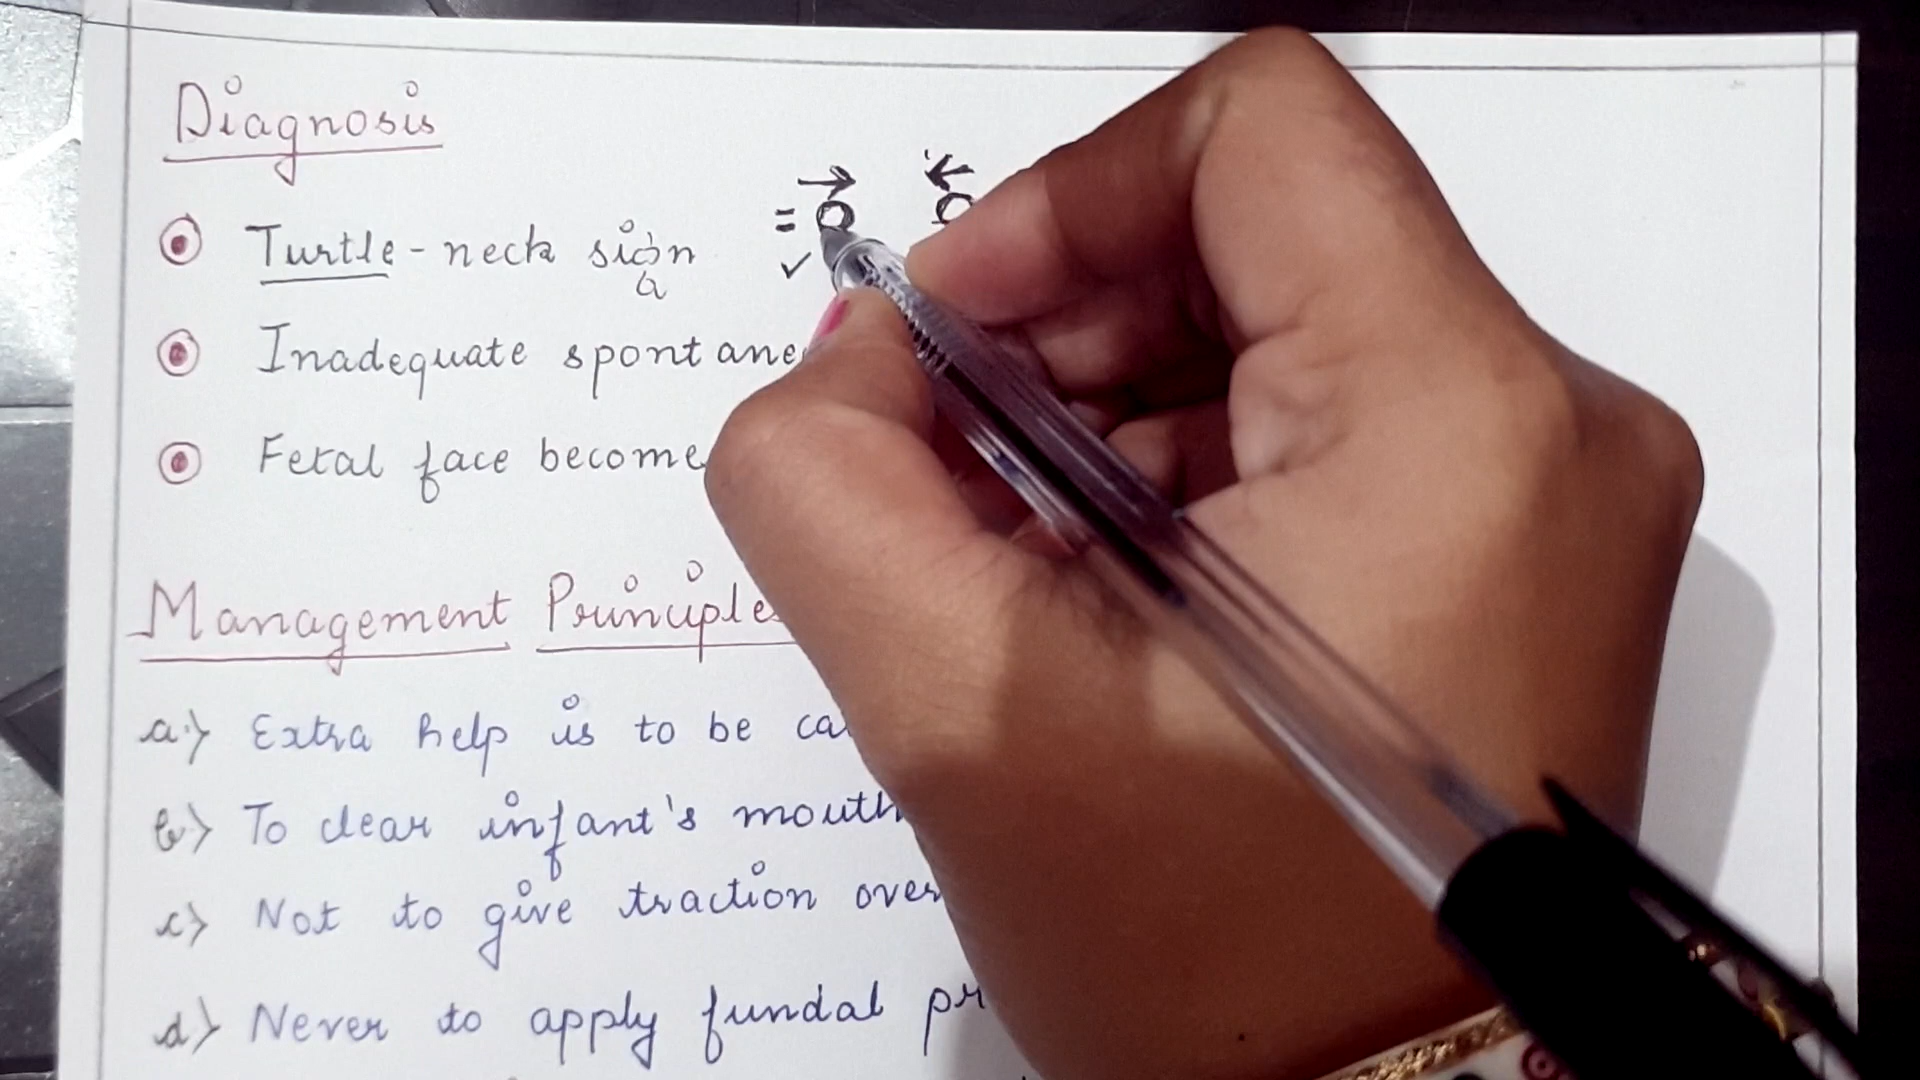 Diagnosis
Turtle-neck sign
Inadequate spontane
Fetal face become
Management Principles
a.) Extra help is to be ca
b.) To clear infant's mouth
c.) Not to give traction over
d.) Never to apply fundal pr